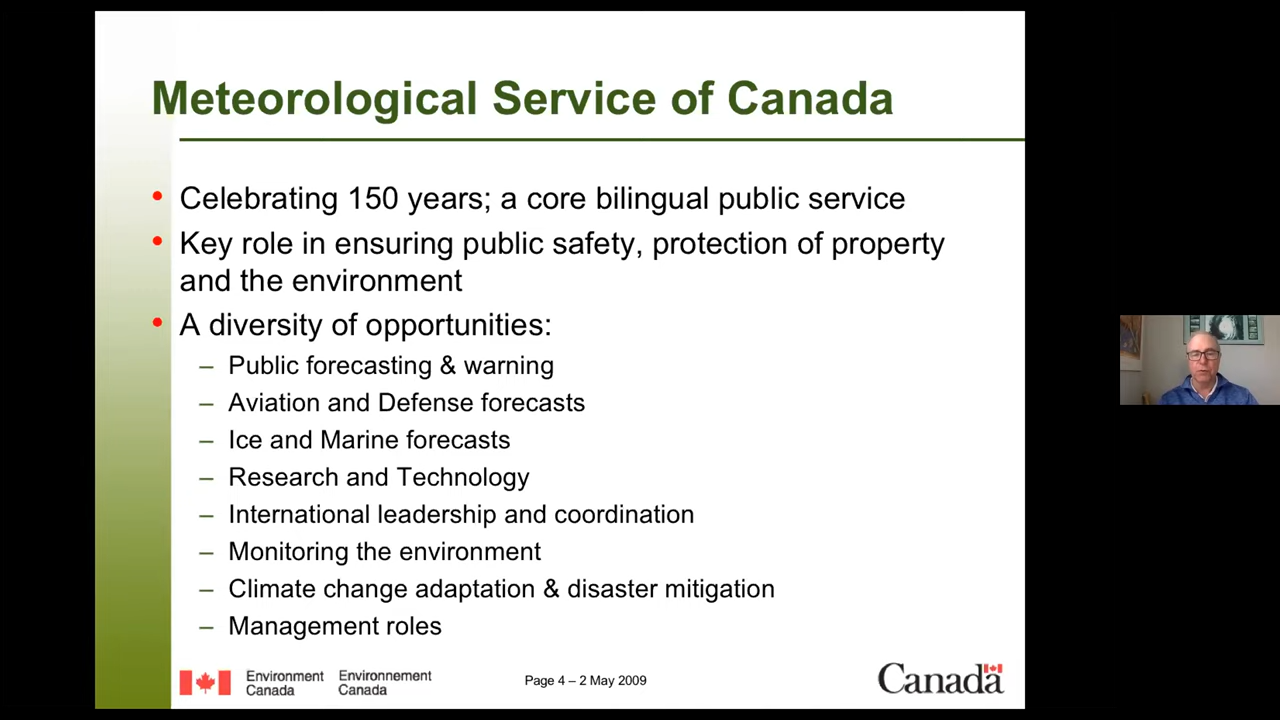 Meteorological Service of Canada
• Celebrating 150 years; a core bilingual public service
• Key role in ensuring public safety, protection of property
and the environment
• A diversity of opportunities:
– Public forecasting & warning
– Aviation and Defense forecasts
– Ice and Marine forecasts
– Research and Technology
– International leadership and coordination
– Monitoring the environment
– Climate change adaptation & disaster mitigation
– Management roles
Environment Canada
Environnement Canada
Page 4 – 2 May 2009
Canada